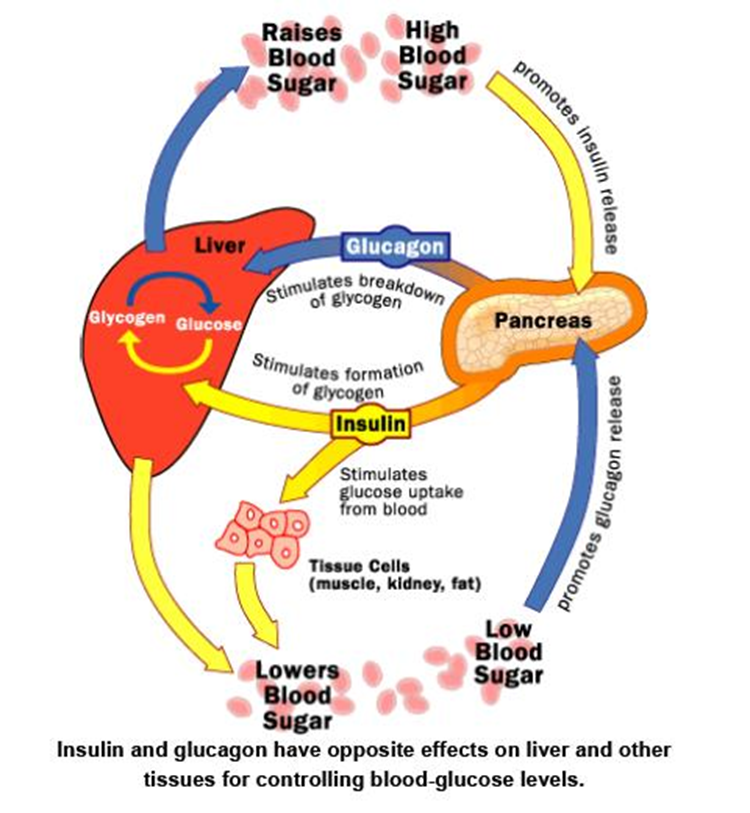 Raises
Blood
Sugar
High
Blood
Sugar
promotes insulin release
Liver
Glucagon
Stimulates breakdown
of glycogen
Glycogen
Glucose
Pancreas
Stimulates formation
of glycogen
Insulin
Stimulates
glucose uptake
from blood
promotes glucagon release
Tissue Cells
(muscle, kidney, fat)
Low
Blood
Sugar
Lowers
Blood
Sugar
Insulin and glucagon have opposite effects on liver and other
tissues for controlling blood-glucose levels.